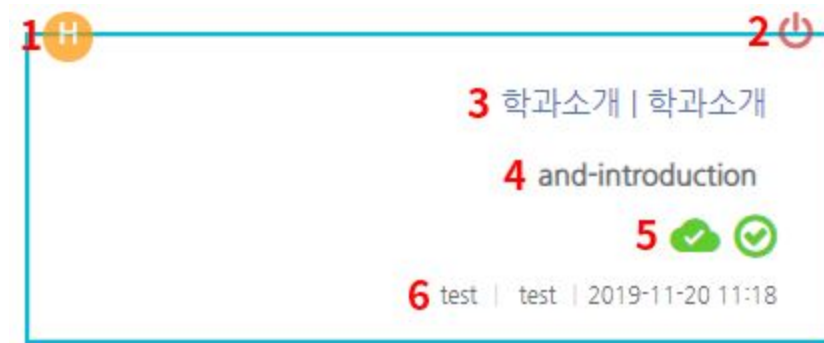 1 H 2
3 학과소개 | 학과소개
4 and-introduction
5
6 test | test | 2019-11-20 11:18